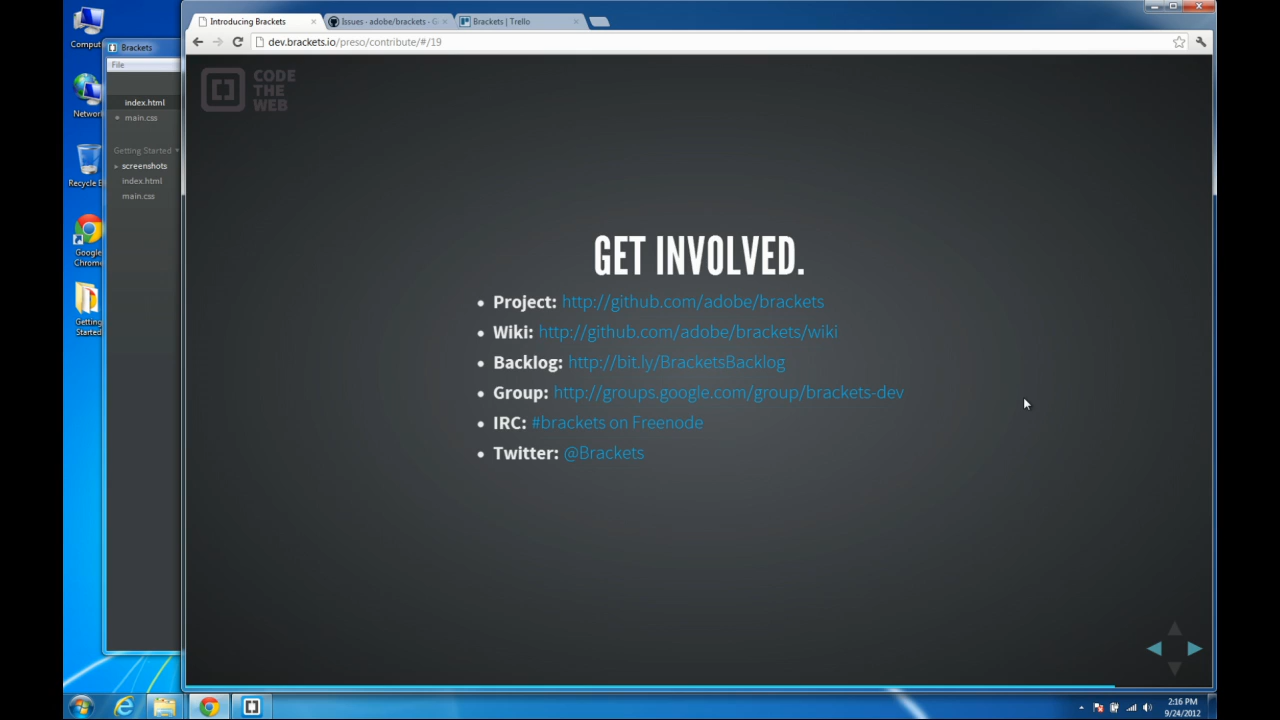 Introducing Brackets
Issues - adobe/brackets - G
Brackets | Trello
dev.brackets.io/preso/contribute/#/19
Comput
Brackets
File
index.html
main.css
Network
Getting Started
screenshots
index.html
main.css
Recycle B
Google
Chrome
Getting
Started
CODE
THE
WEB
GET INVOLVED.
Project: http://github.com/adobe/brackets
Wiki: http://github.com/adobe/brackets/wiki
Backlog: http://bit.ly/BracketsBacklog
Group: http://groups.google.com/group/brackets-dev
IRC: #brackets on Freenode
Twitter: @Brackets
2:16 PM
9/24/2012